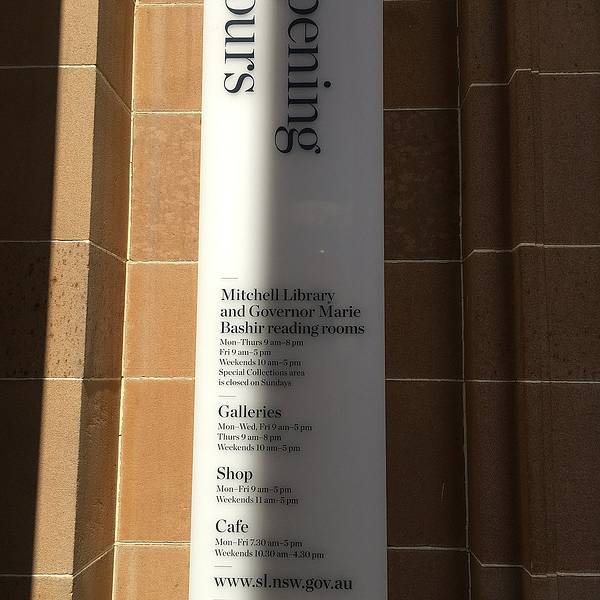 pening
ours
Mitchell Library
and Governor Marie
Bashir reading rooms
Mon–Thurs 9 am–8 pm
Fri 9 am–5 pm
Weekends 10 am–5 pm
Special Collections area
is closed on Sundays
Galleries
Mon–Wed, Fri 9 am–5 pm
Thurs 9 am–8 pm
Weekends 10 am–5 pm
Shop
Mon–Fri 9 am–5 pm
Weekends 11 am–5 pm
Cafe
Mon–Fri 7.30 am–5 pm
Weekends 10.30 am–4.30 pm
www.sl.nsw.gov.au